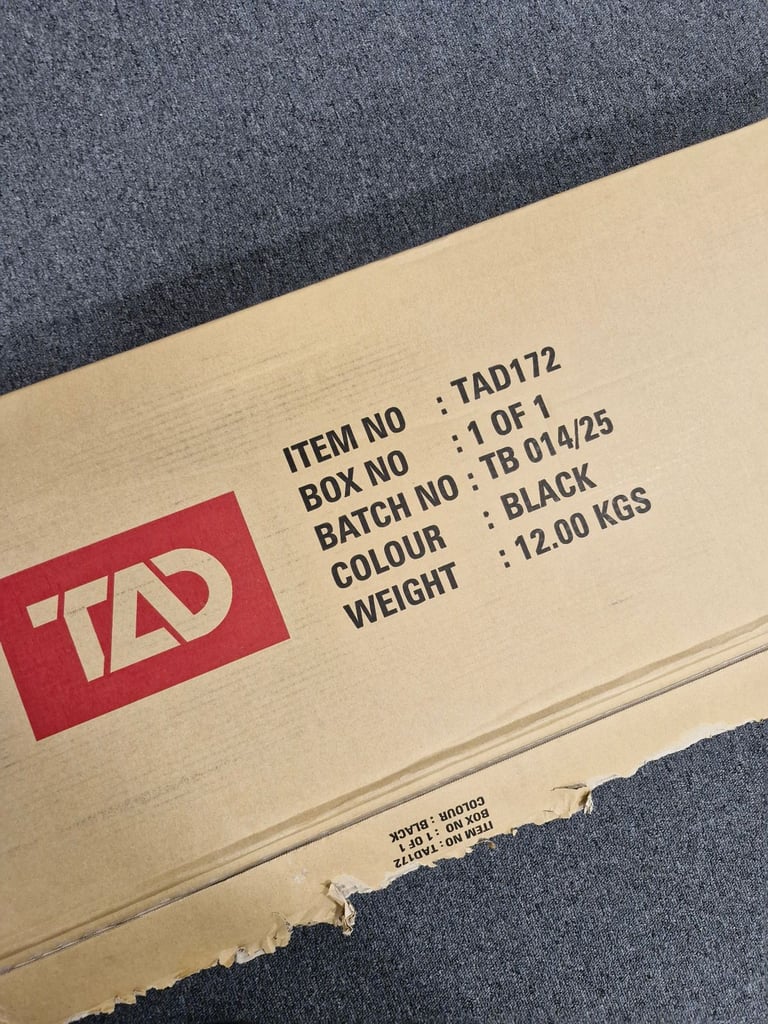 ITEM NO : TAD172
BOX NO : 1 OF 1
BATCH NO : TB 014/25
COLOUR : BLACK
WEIGHT : 12.00 KGS
TAD
ITEM NO : TAD172
BOX NO : 1 OF 1
COLOUR : BLACK